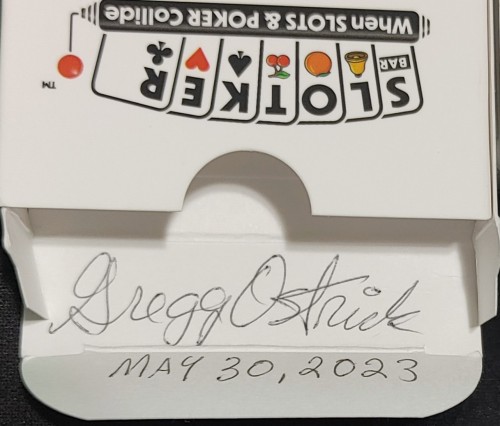 When SLOTS & POKER Collide
SLOTKER
BAR
TM
Gregg Ostrick
MAY 30, 2023